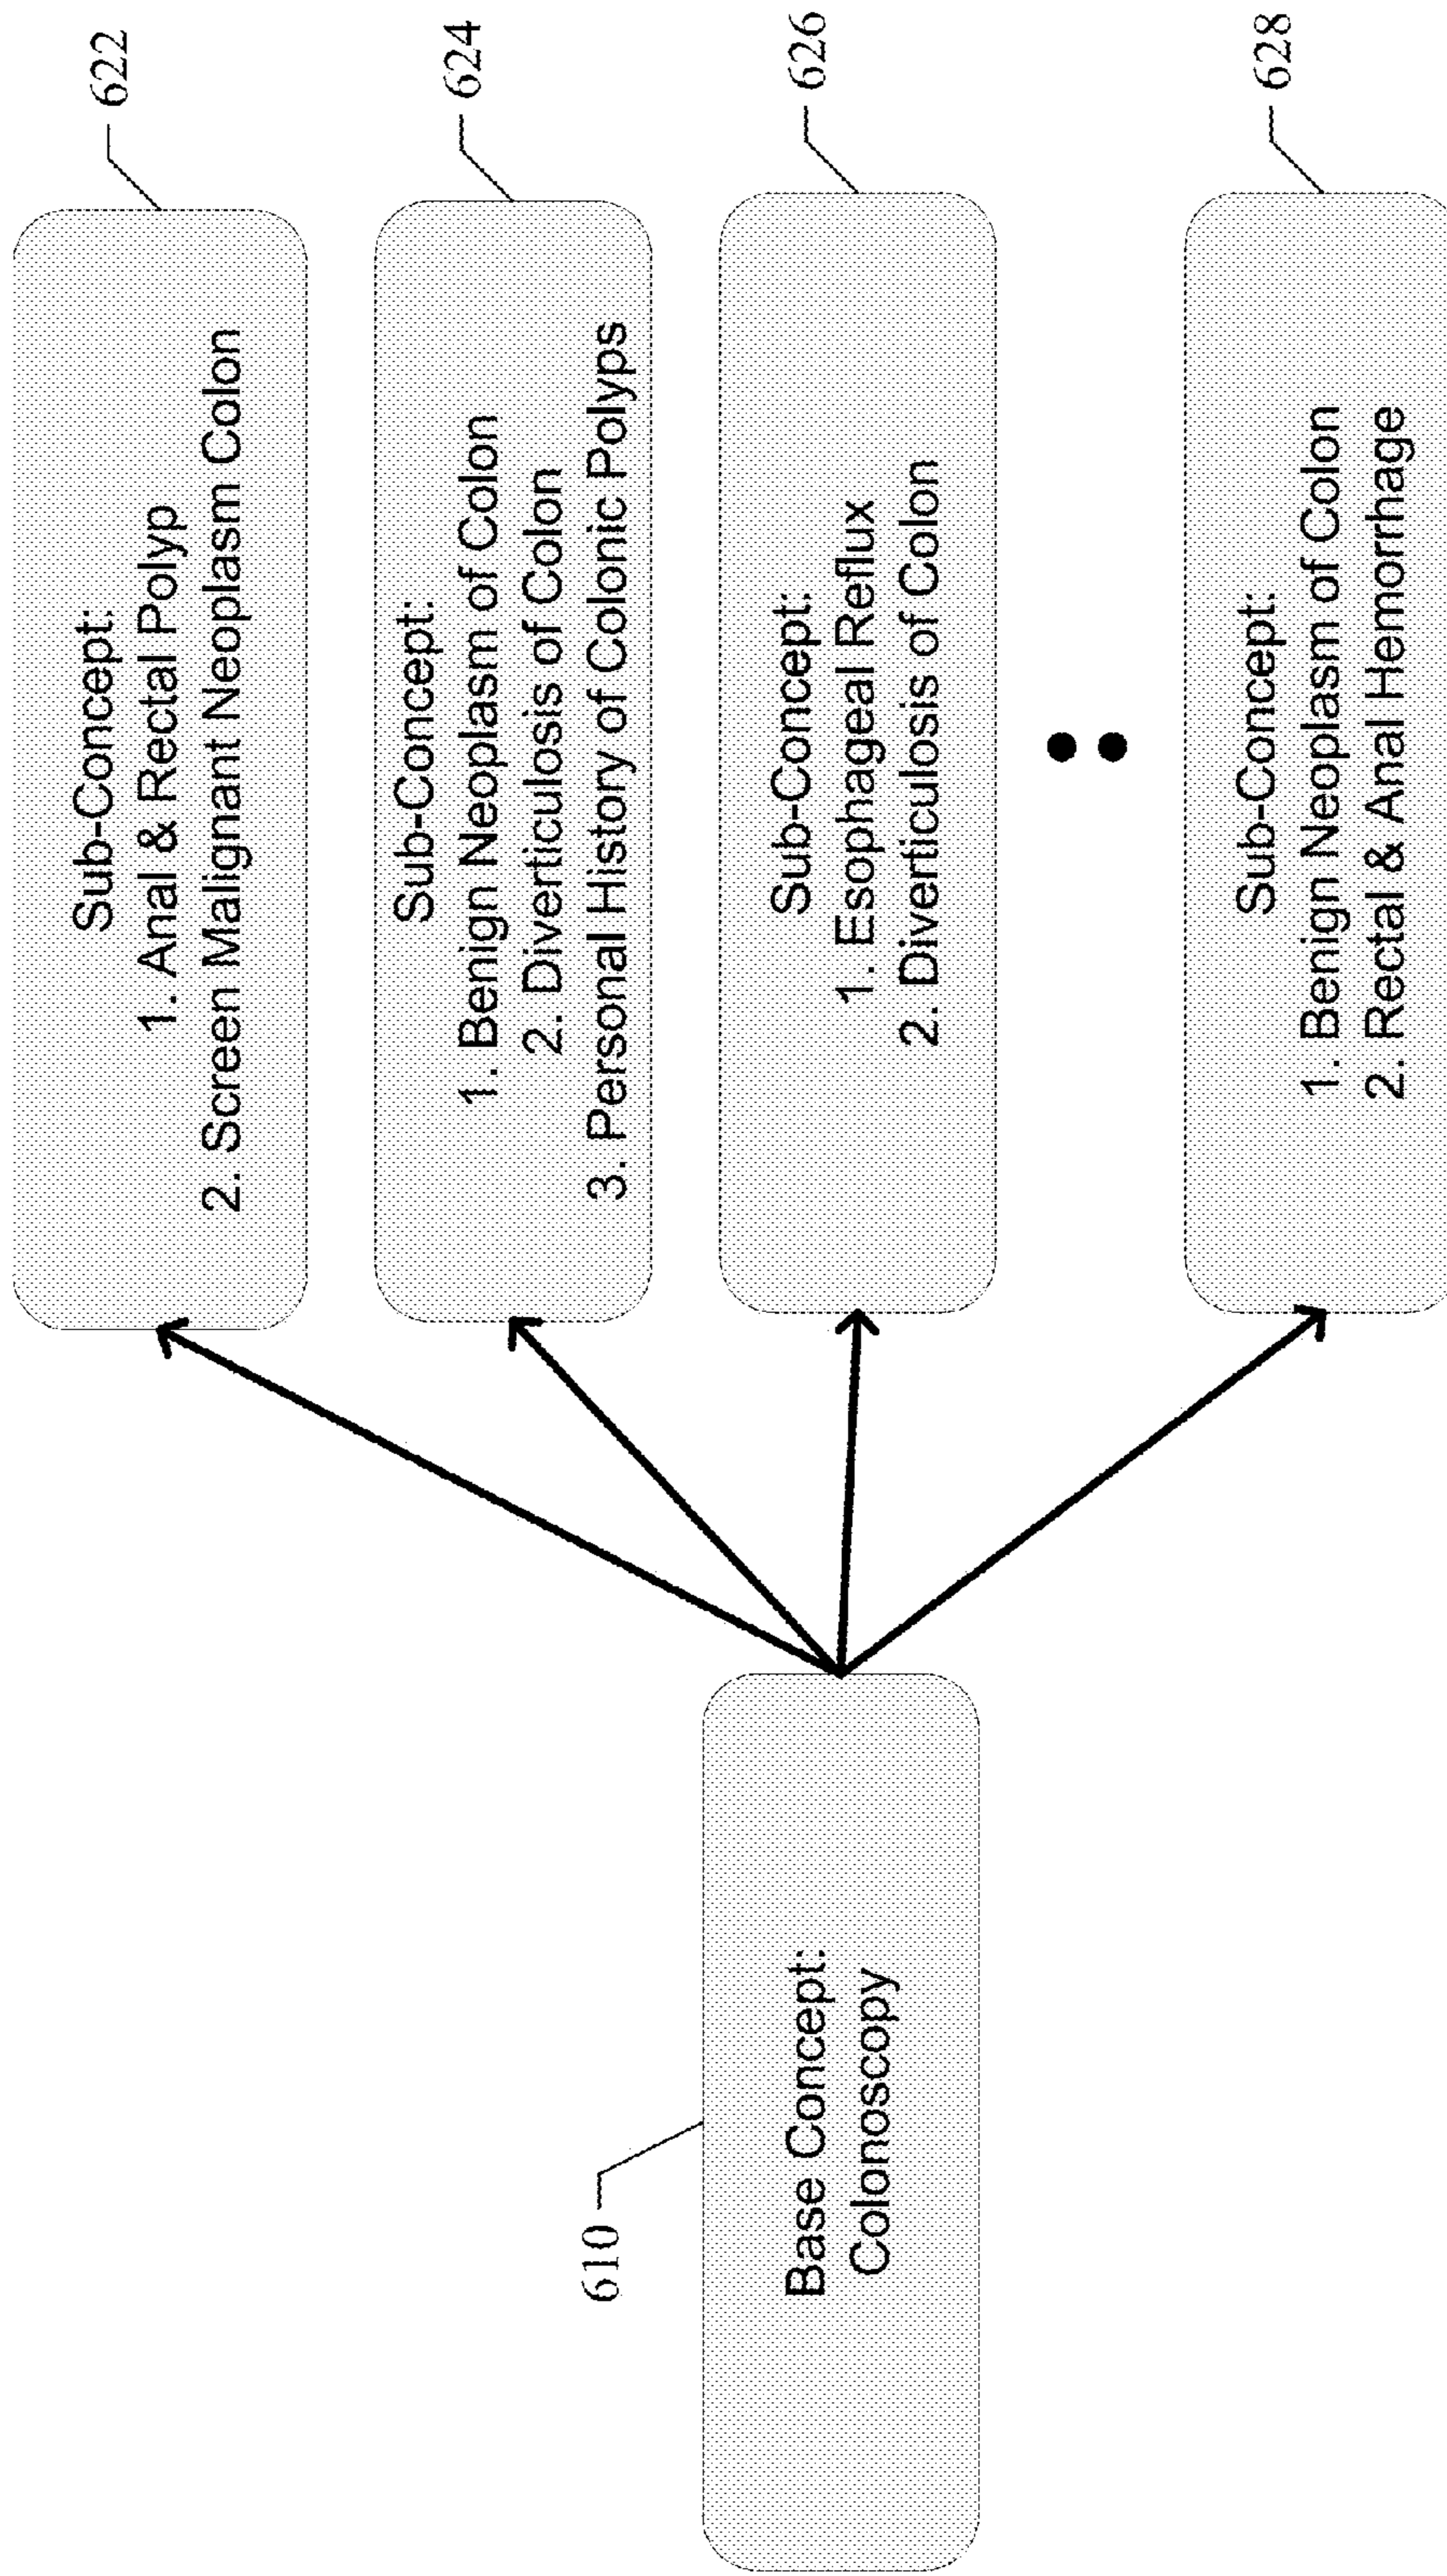 610
Base Concept:
Colonoscopy
622
Sub-Concept:
1. Anal & Rectal Polyp
2. Screen Malignant Neoplasm Colon
624
Sub-Concept:
1. Benign Neoplasm of Colon
2. Diverticulosis of Colon
3. Personal History of Colonic Polyps
626
Sub-Concept:
1. Esophageal Reflux
2. Diverticulosis of Colon
628
Sub-Concept:
1. Benign Neoplasm of Colon
2. Rectal & Anal Hemorrhage